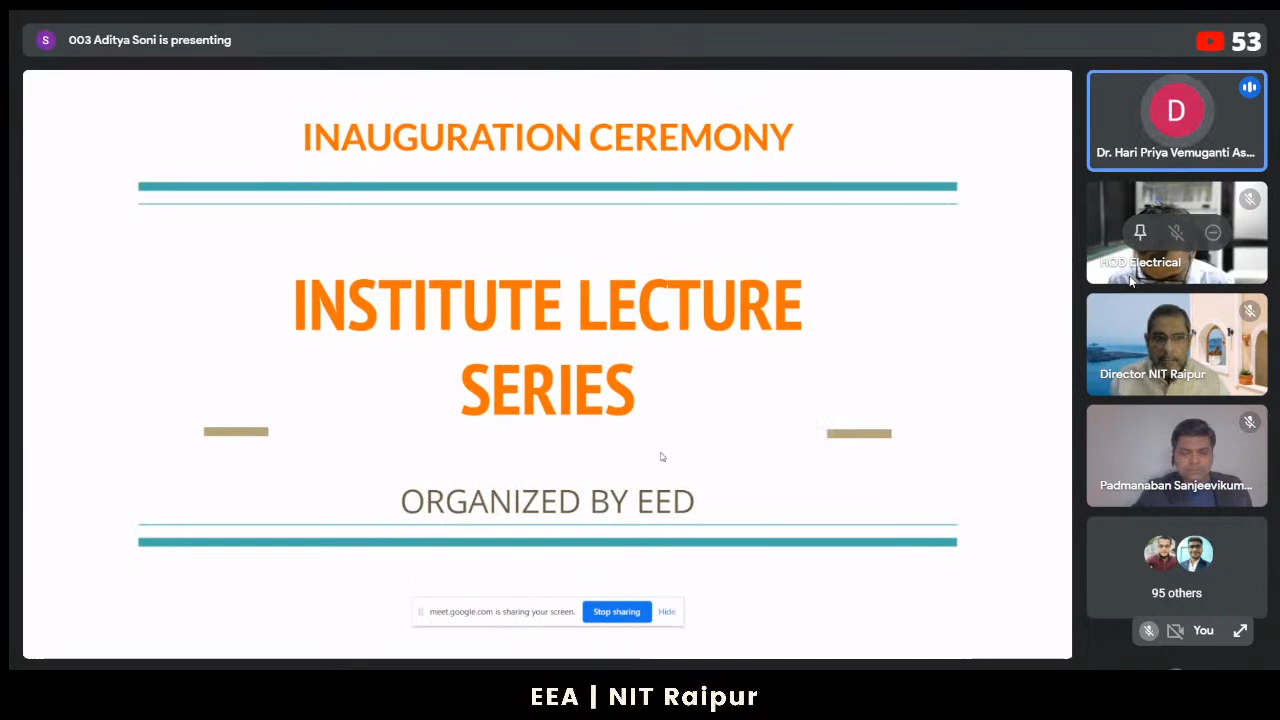 S 003 Aditya Soni is presenting
53
INAUGURATION CEREMONY
INSTITUTE LECTURE
SERIES
ORGANIZED BY EED
meet.google.com is sharing your screen. Stop sharing Hide
D
Dr. Hari Priya Vemuganti As...
HOD Electrical
Director NIT Raipur
Padmanaban Sanjeevikum...
95 others
You
EEA | NIT Raipur